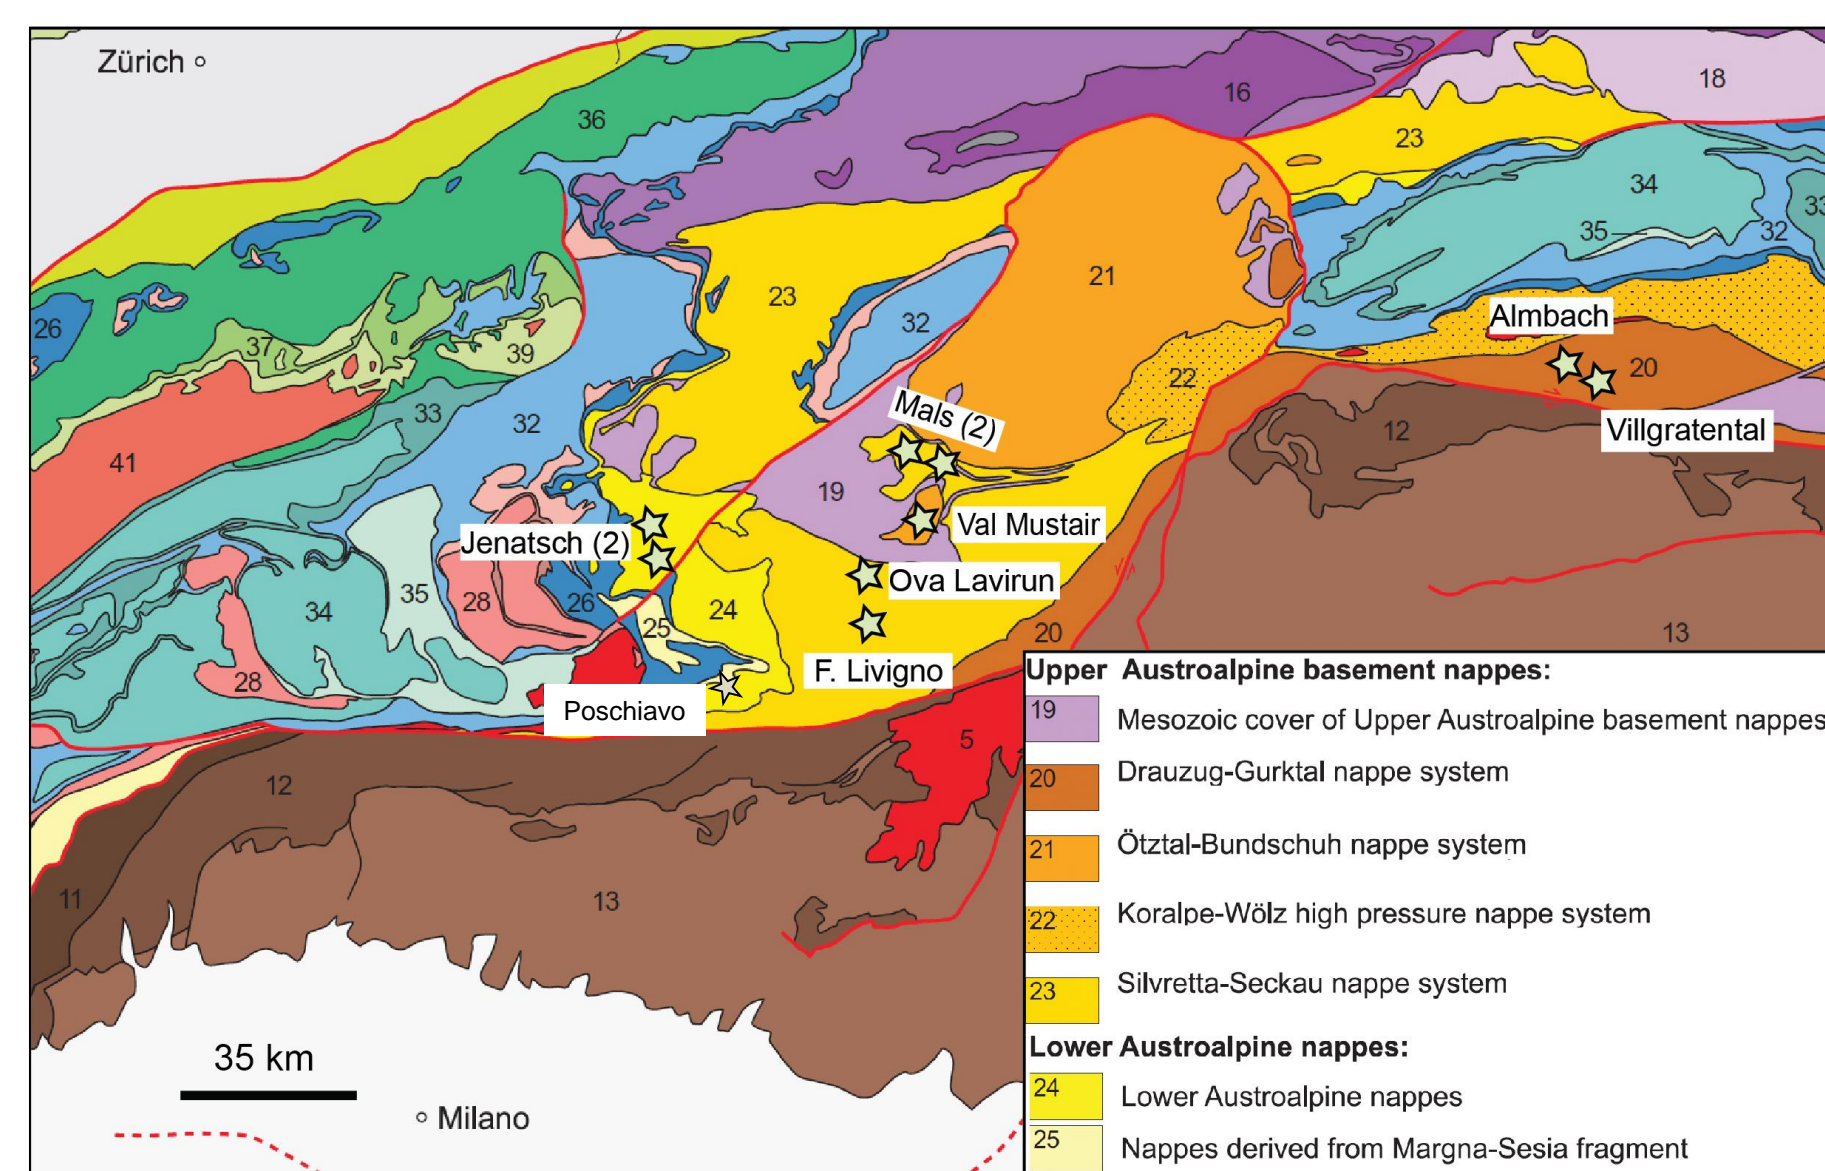 Zürich
16
18
36
23
34
33
35
32
21
23
26
32
37
39
Almbach
22
20
33
32
Mals (2)
12
Villgratental
41
19
Jenatsch (2)
Val Mustair
Ova Lavirun
35
28
26
34
24
25
20
13
F. Livigno
28
Poschiavo
5
12
11
13
35 km
Milano
Upper Austroalpine basement nappes:
19 Mesozoic cover of Upper Austroalpine basement nappes
20 Drauzug-Gurktal nappe system
21 Ötztal-Bundschuh nappe system
22 Koralpe-Wölz high pressure nappe system
23 Silvretta-Seckau nappe system
Lower Austroalpine nappes:
24 Lower Austroalpine nappes
25 Nappes derived from Margna-Sesia fragment